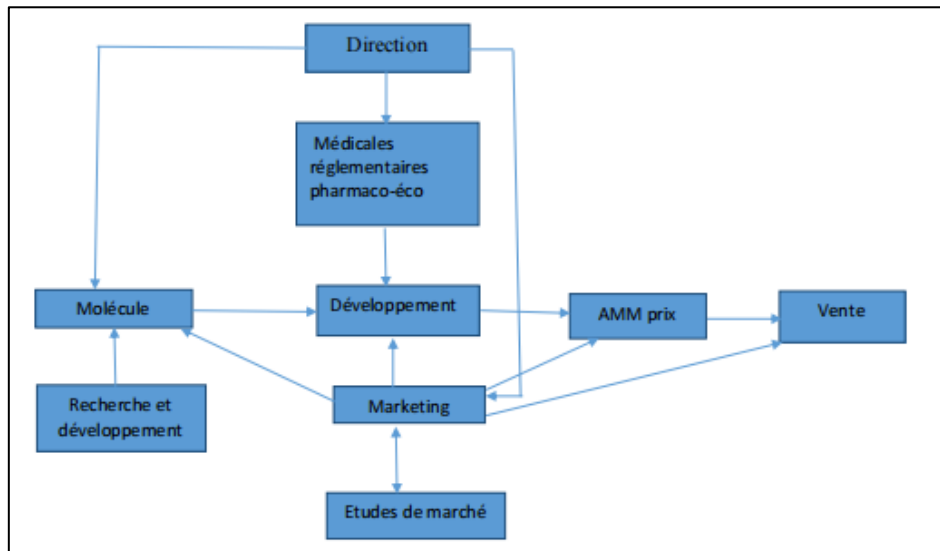 Direction
Médicales
réglementaires
pharmaco-éco
Molécule
Développement
AMM prix
Vente
Recherche et
développement
Marketing
Etudes de marché